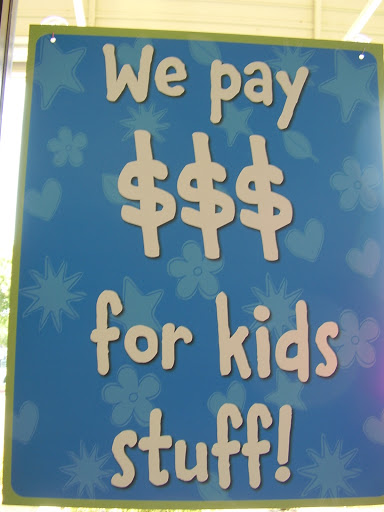 We pay
$$$
for kids
stuff!